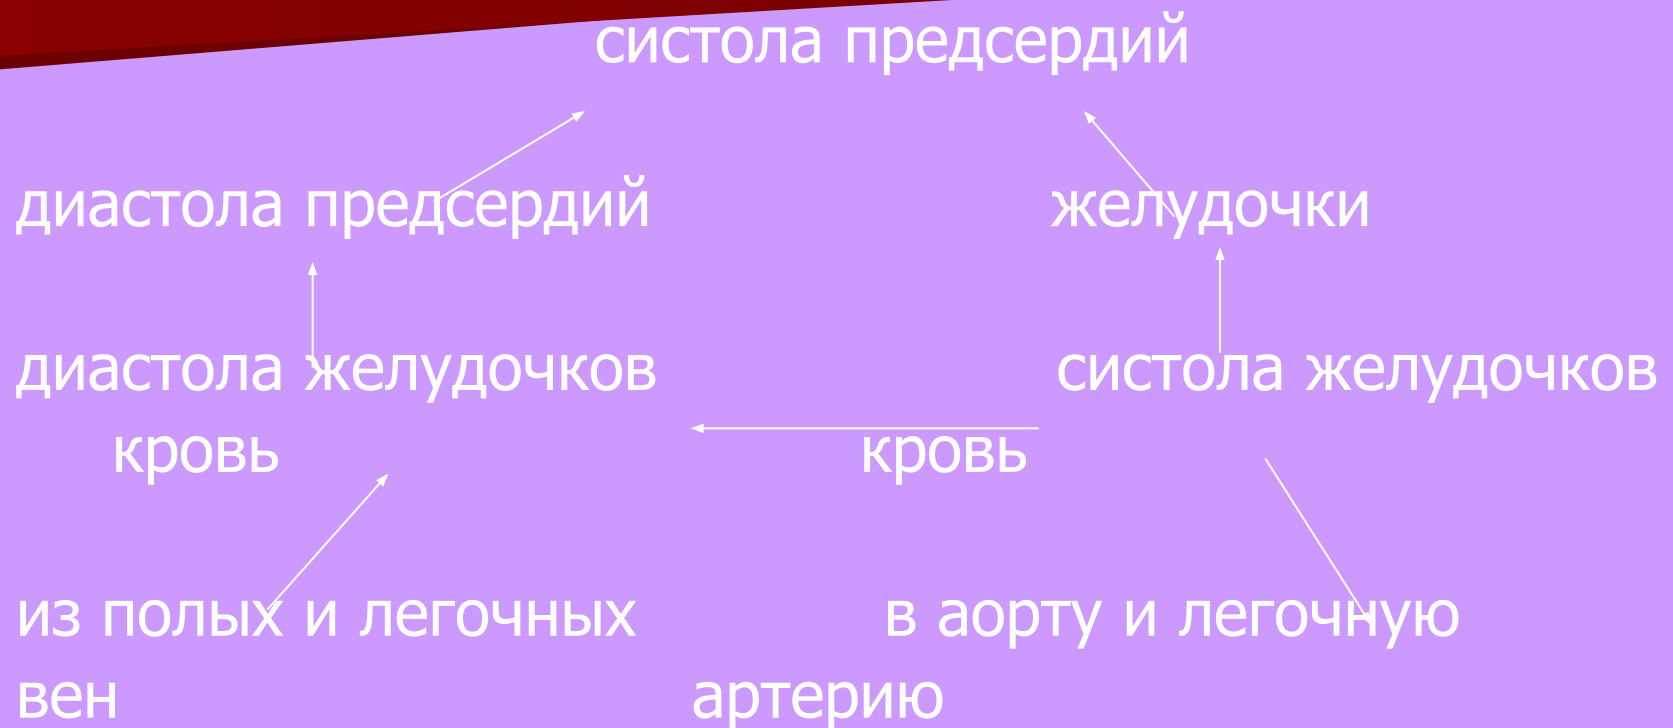 систола предсердий
диастола предсердий желудочки
диастола желудочков систола желудочков
кровь кровь
из полых и легочных в аорту и легочную
вен артерию